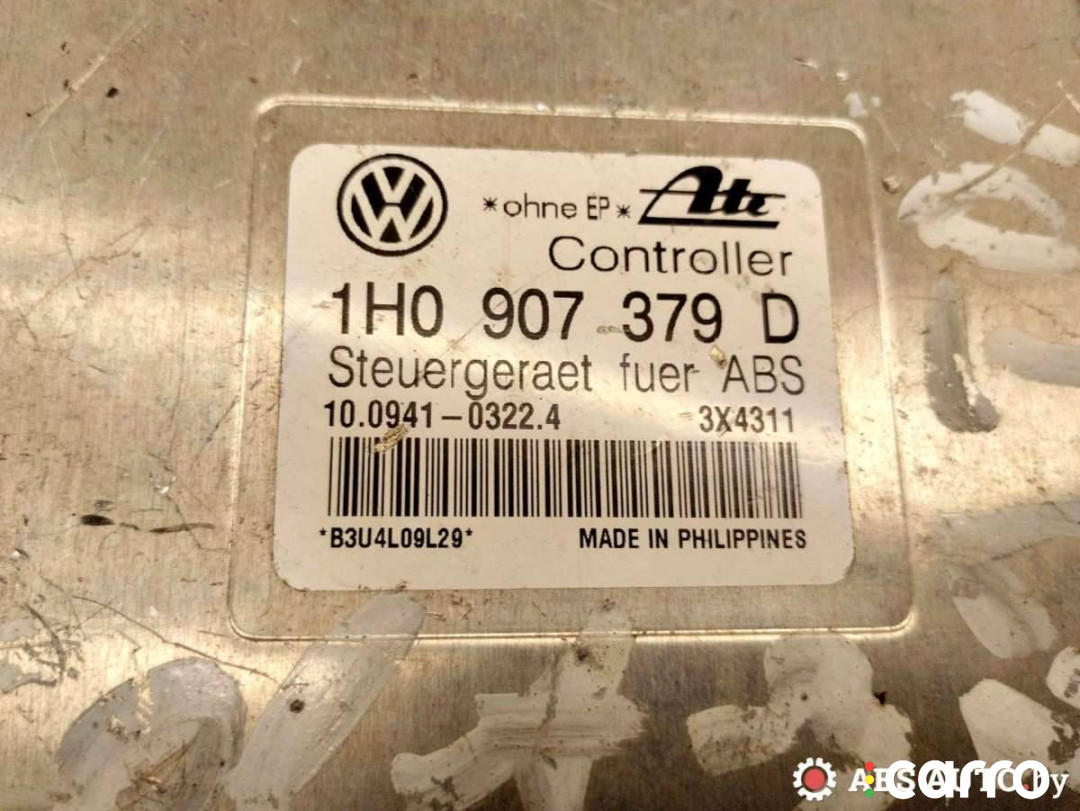 *ohne EP* Ate
Controller
1H0 907 379 D
Steuergeraet fuer ABS
10.0941-0322.4 3X4311
*B3U4L09L29* MADE IN PHILIPPINES
carro